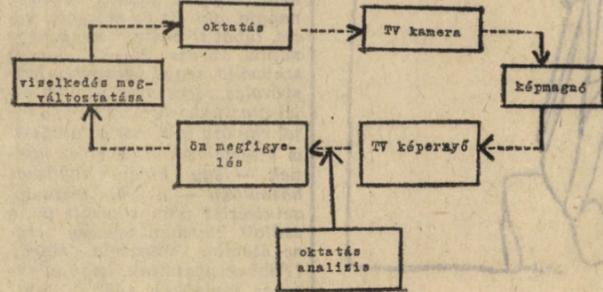 oktatás
TV kamera
viselkedés meg-
változtatása
képmagnó
ön megfigye-
lés
TV képernyő
oktatás
analizis